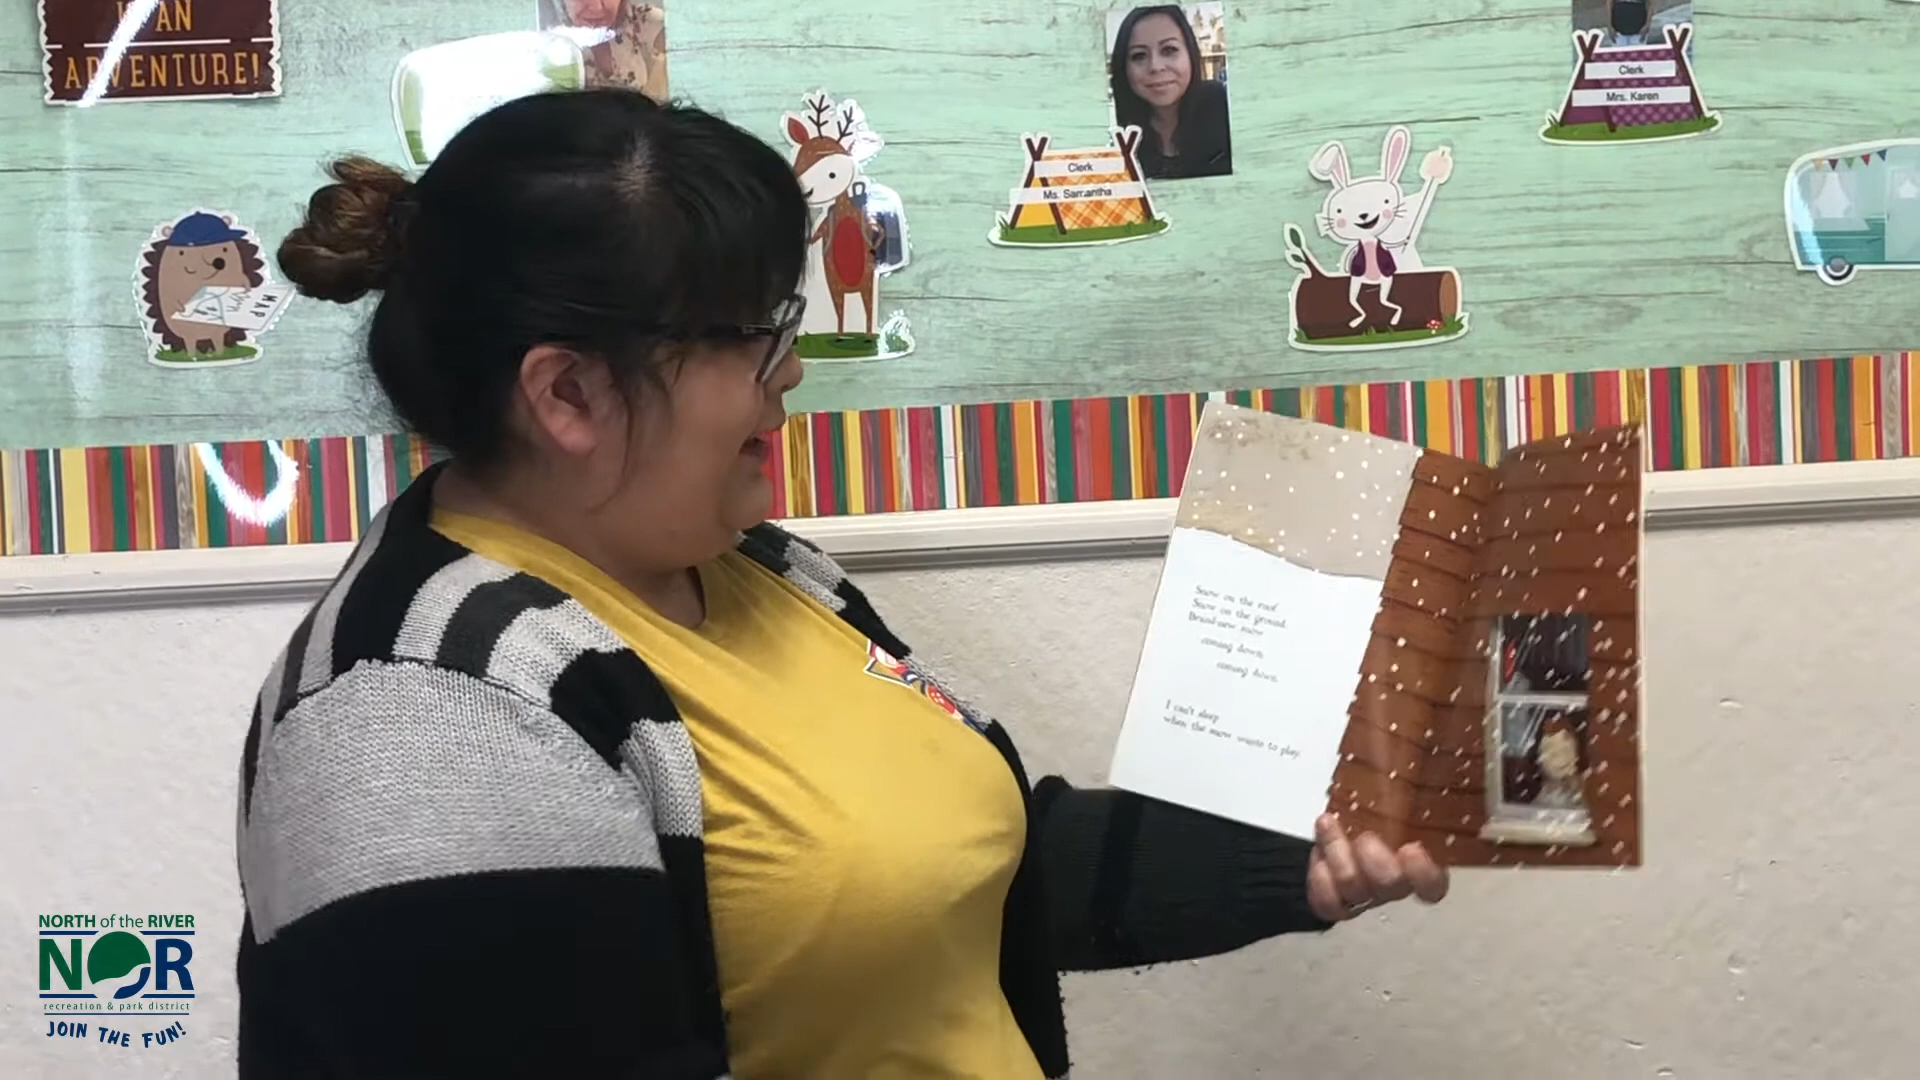 IS AN
ADVENTURE!
Clerk
Mrs. Karen
Clerk
Ms. Samantha
MAP
Snow on the roof.
Snow on the ground.
Brand-new snow
coming down,
coming down.
I can't sleep
when the snow wants to play.
NORTH of the RIVER
NOR
recreation & park district
JOIN THE FUN!